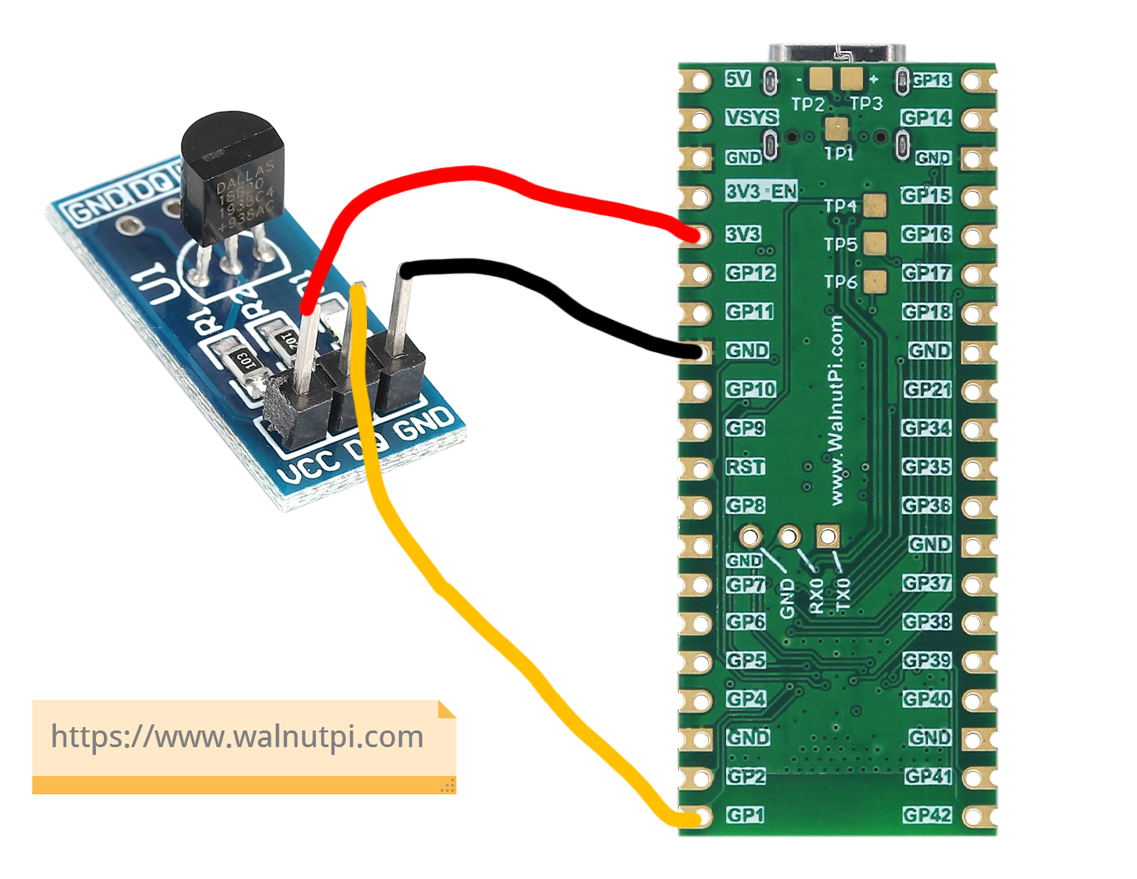 GND DQ
DALLAS
18B20
1938C4
+938AC
U1
R1
R2
103
VCC DQ GND
https://www.walnutpi.com
5V
VSYS
GND
3V3 EN
3V3
GP12
GP11
GND
GP10
GP9
RST
GP8
GND
GP7
GP6
GP5
GP4
GND
GP2
GP1
- +
TP2 TP3
TP1
TP4
TP5
TP6
www.WalnutPi.com
GND
RX0
TX0
GP13
GP14
GND
GP15
GP16
GP17
GP18
GND
GP21
GP34
GP35
GP36
GND
GP37
GP38
GP39
GP40
GND
GP41
GP42